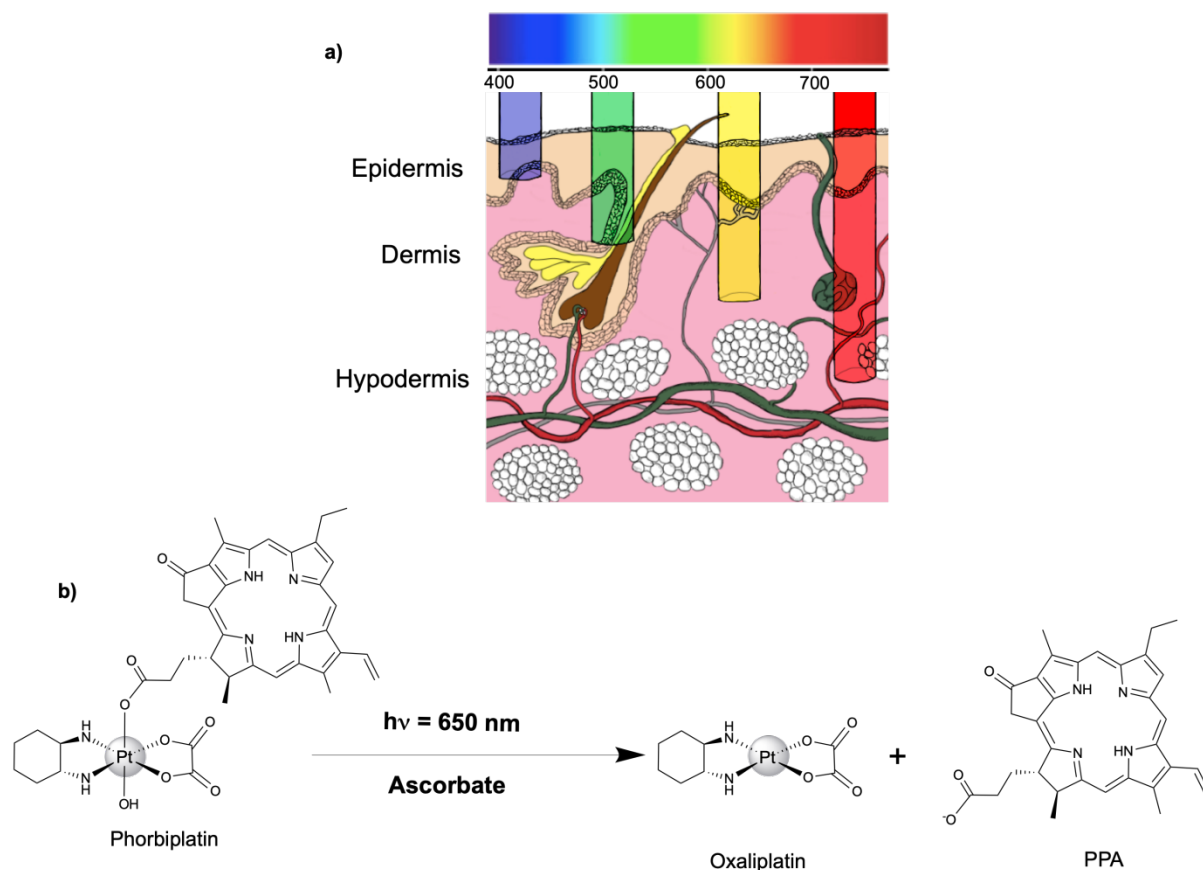 a)
400 500 600 700
Epidermis
Dermis
Hypodermis
b)
O
NH
N
N
HN
O
O
H
N
O
O
Pt
N
H
O
O
OH
Phorbiplatin
hν = 650 nm
Ascorbate
H
N
O
O
Pt
N
H
O
O
Oxaliplatin
+
O
NH
N
N
HN
O
-O
PPA